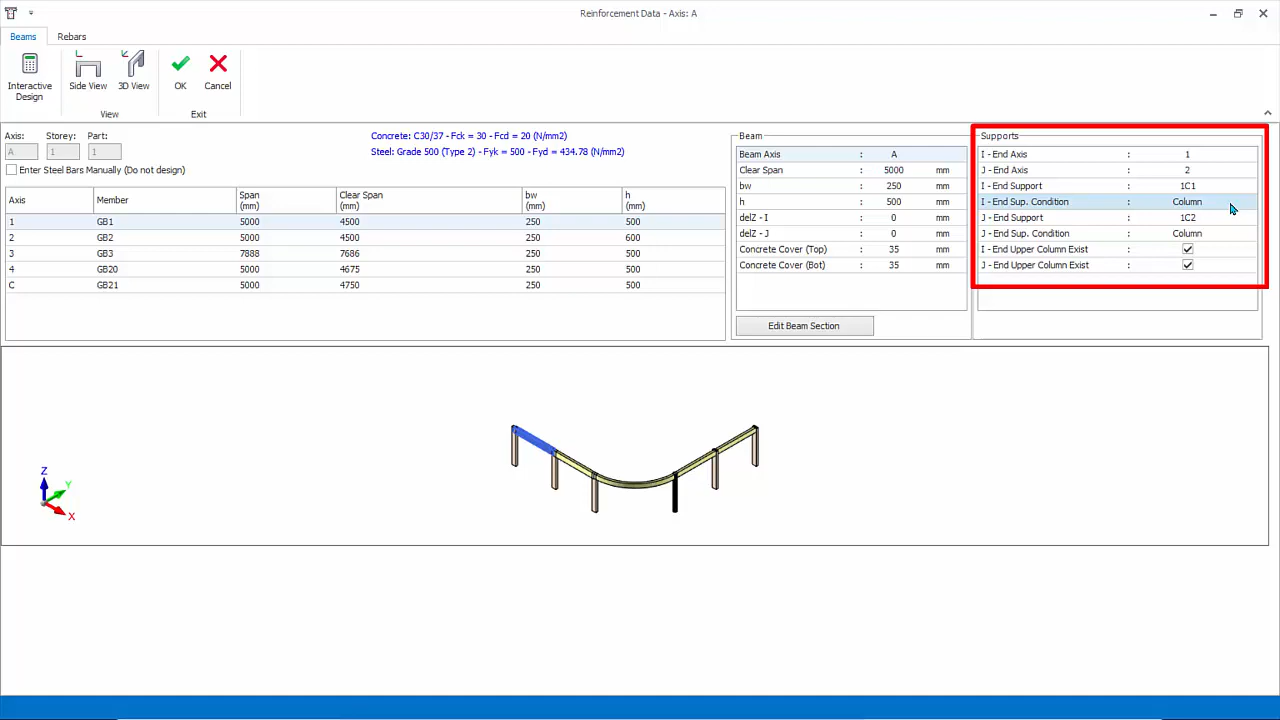 Reinforcement Data - Axis: A
Beams Rebars
Interactive Design
Side View
3D View
OK
Cancel
View
Exit
Axis: Storey: Part:
A 1 1
Enter Steel Bars Manually (Do not design)
Concrete: C30/37 - Fck = 30 - Fcd = 20 (N/mm2)
Steel: Grade 500 (Type 2) - Fyk = 500 - Fyd = 434.78 (N/mm2)
Axis Member Span (mm) Clear Span (mm) bw (mm) h (mm)
1 GB1 5000 4500 250 500
2 GB2 5000 4500 250 600
3 GB3 7888 7686 250 500
4 GB20 5000 4675 250 500
C GB21 5000 4750 250 500
Beam
Beam Axis : A
Clear Span : 5000 mm
bw : 250 mm
h : 500 mm
delZ - I : 0 mm
delZ - J : 0 mm
Concrete Cover (Top) : 35 mm
Concrete Cover (Bot) : 35 mm
Edit Beam Section
Supports
I - End Axis : 1
J - End Axis : 2
I - End Support : 1C1
I - End Sup. Condition : Column
J - End Support : 1C2
J - End Sup. Condition : Column
I - End Upper Column Exist :
J - End Upper Column Exist :
Z
Y
X